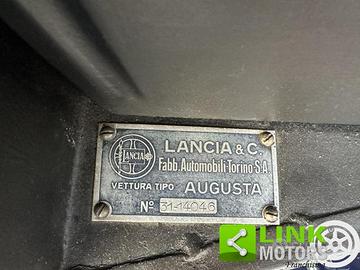 LANCIA
LANCIA & C.
Fabb. Automobili-Torino-S.A.
VETTURA TIPO AUGUSTA
No 31-14046
LINK
MOTORS